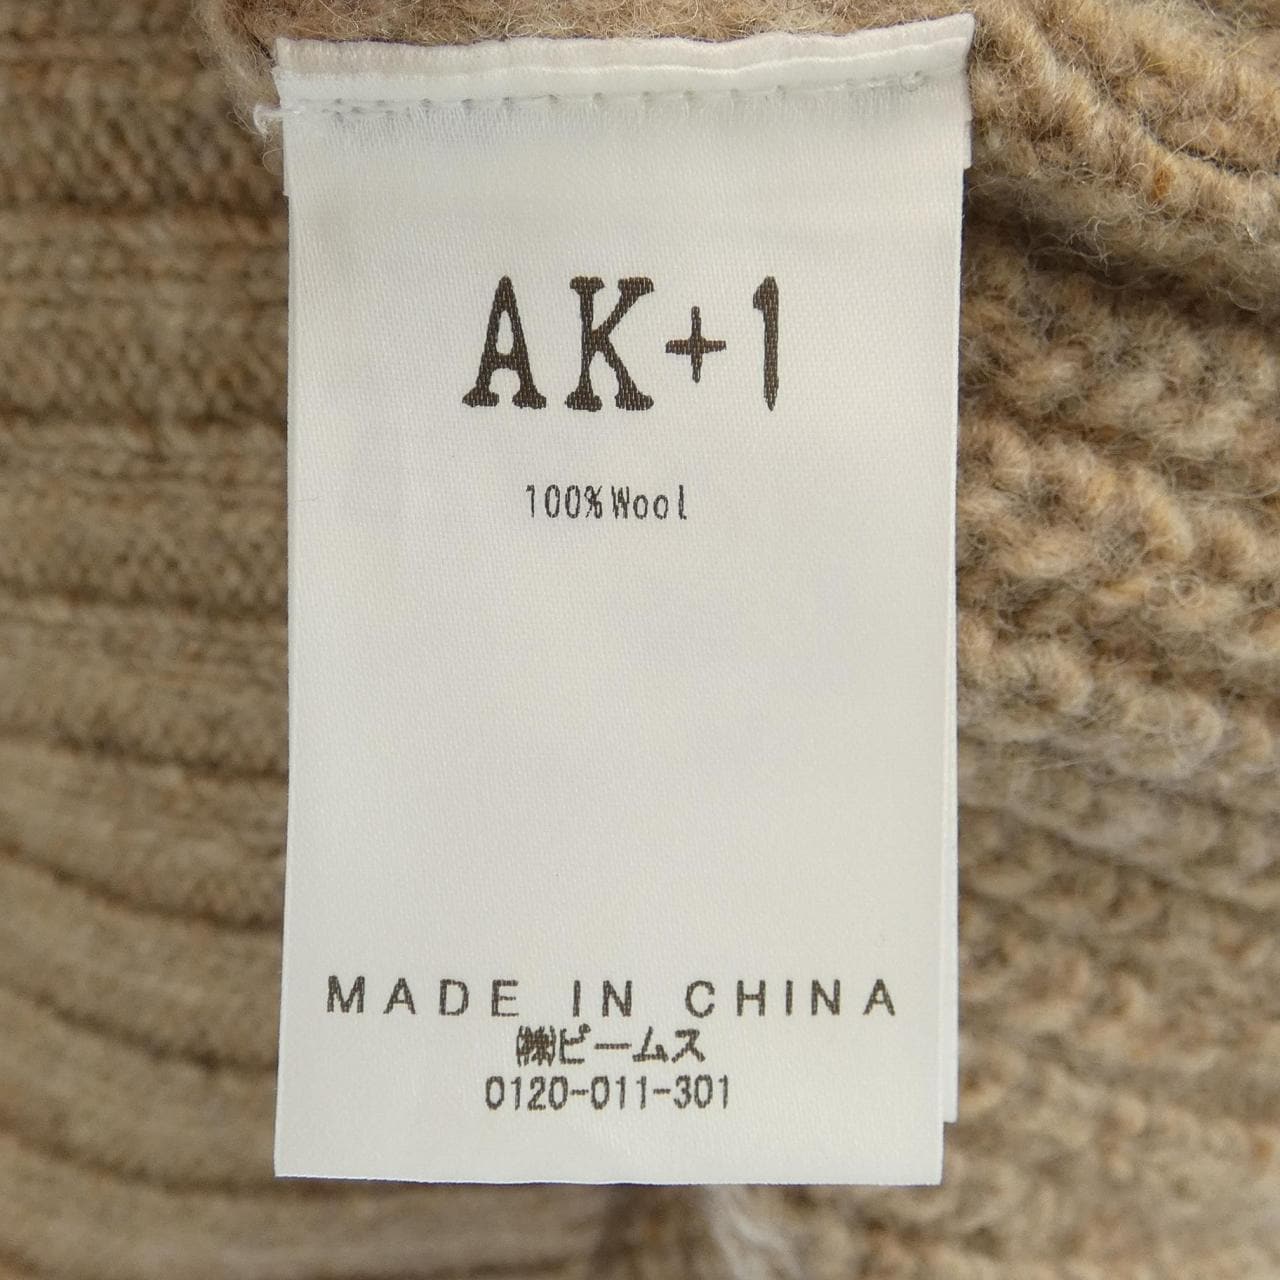 AK+1
100%Wool
MADE IN CHINA
㈱ビームス
0120-011-301